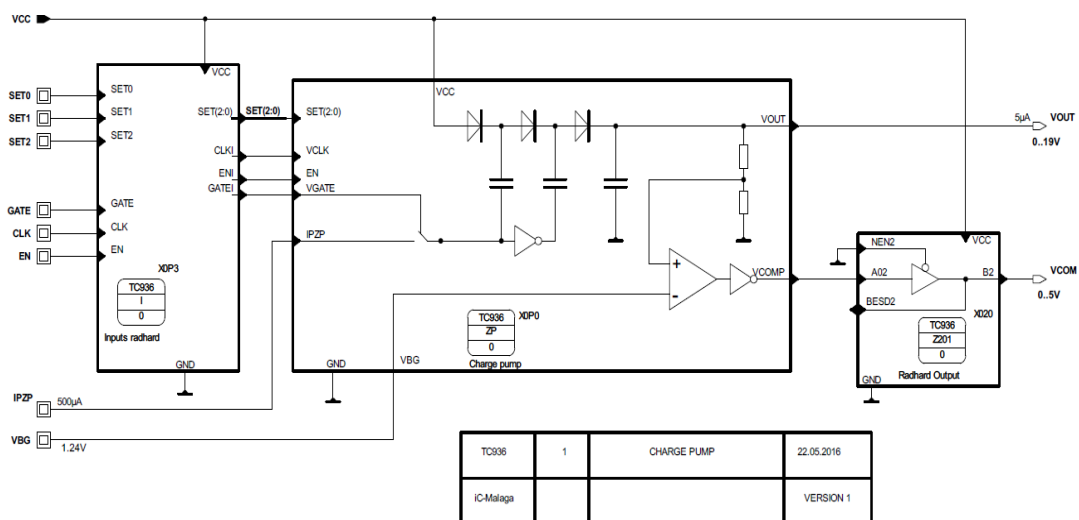 VCC
VCC
SET0
SET1
SET2
GATE
CLK
EN
SET0
SET1
SET2
GATE
CLK
EN
SET(2:0)
CLKI
ENI
GATEI
X0P3
TC936
I
0
Inputs radhard
GND
SET(2:0)
VCC
SET(2:0)
VCLK
EN
VGATE
IPZP
VOUT
VCOMP
X0P0
TC936
ZP
0
Charge pump
GND
VBG
5µA
VOUT
0..19V
NEN2
VCC
A02
B2
BESD2
X020
TC936
Z201
0
Radhard Output
GND
VCOM
0..5V
IPZP
500µA
VBG
1.24V
TC936 1 CHARGE PUMP 22.05.2016
iC-Malaga VERSION 1
+
-